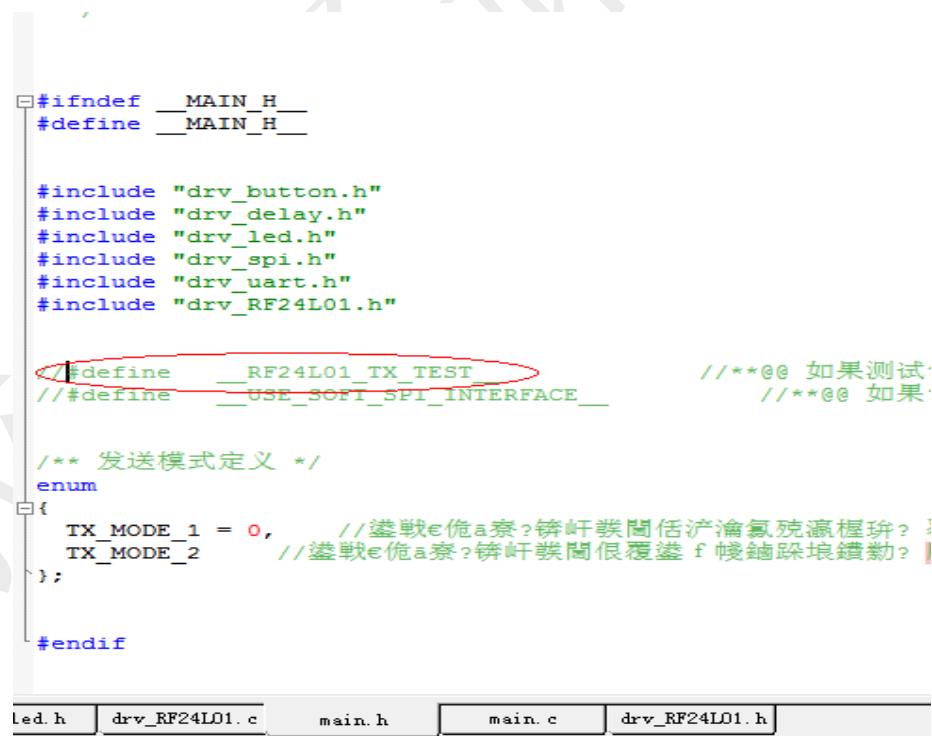 #ifndef __MAIN_H__
#define __MAIN_H__
#include "drv_button.h"
#include "drv_delay.h"
#include "drv_led.h"
#include "drv_spi.h"
#include "drv_uart.h"
#include "drv_RF24L01.h"
//#define __RF24L01_TX_TEST__ //**@@ 如果测试
//#define __USE_SOFT_SPI_INTERFACE__ //**@@ 如果
/** 发送模式定义 */
enum
{
TX_MODE_1 = 0, //
TX_MODE_2 //
};
#endif
led.h drv_RF24L01.c main.h main.c drv_RF24L01.h